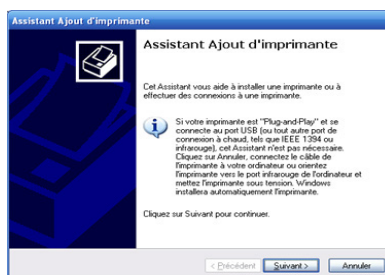 Assistant Ajout d'imprimante
Assistant Ajout d'imprimante
Cet Assistant vous aide à installer une imprimante ou à
effectuer des connexions à une imprimante.
Si votre imprimante est "Plug-and-Play" et se
connecte au port USB (ou tout autre port de
connexion à chaud, tels que IEEE 1394 ou
infrarouge), cet Assistant n'est pas nécessaire.
Cliquez sur Annuler, connectez le câble de
l'imprimante à votre ordinateur ou orientez
l'imprimante vers le port infrarouge de l'ordinateur et
mettez l'imprimante sous tension. Windows
installera automatiquement l'imprimante.
Cliquez sur Suivant pour continuer.
< Précédent Suivant > Annuler